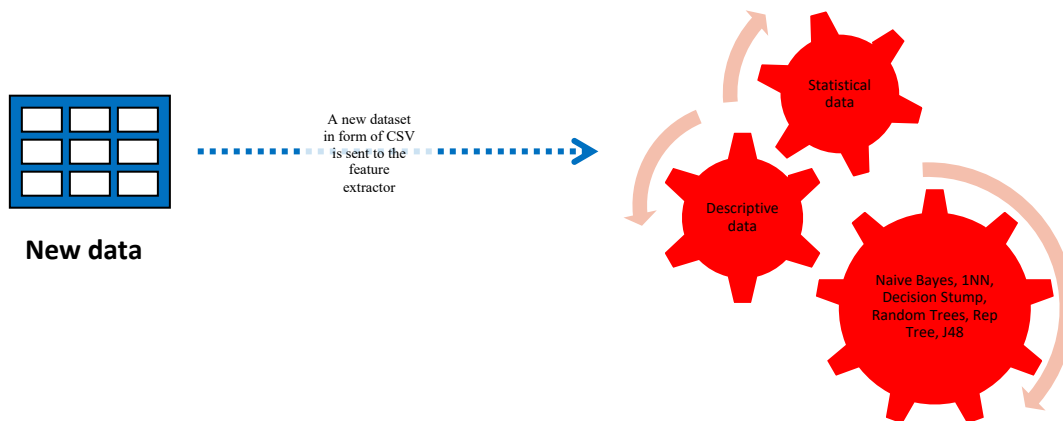 New data
A new dataset
in form of CSV
is sent to the
feature
extractor
Statistical
data
Descriptive
data
Naive Bayes, 1NN,
Decision Stump,
Random Trees, Rep
Tree, J48